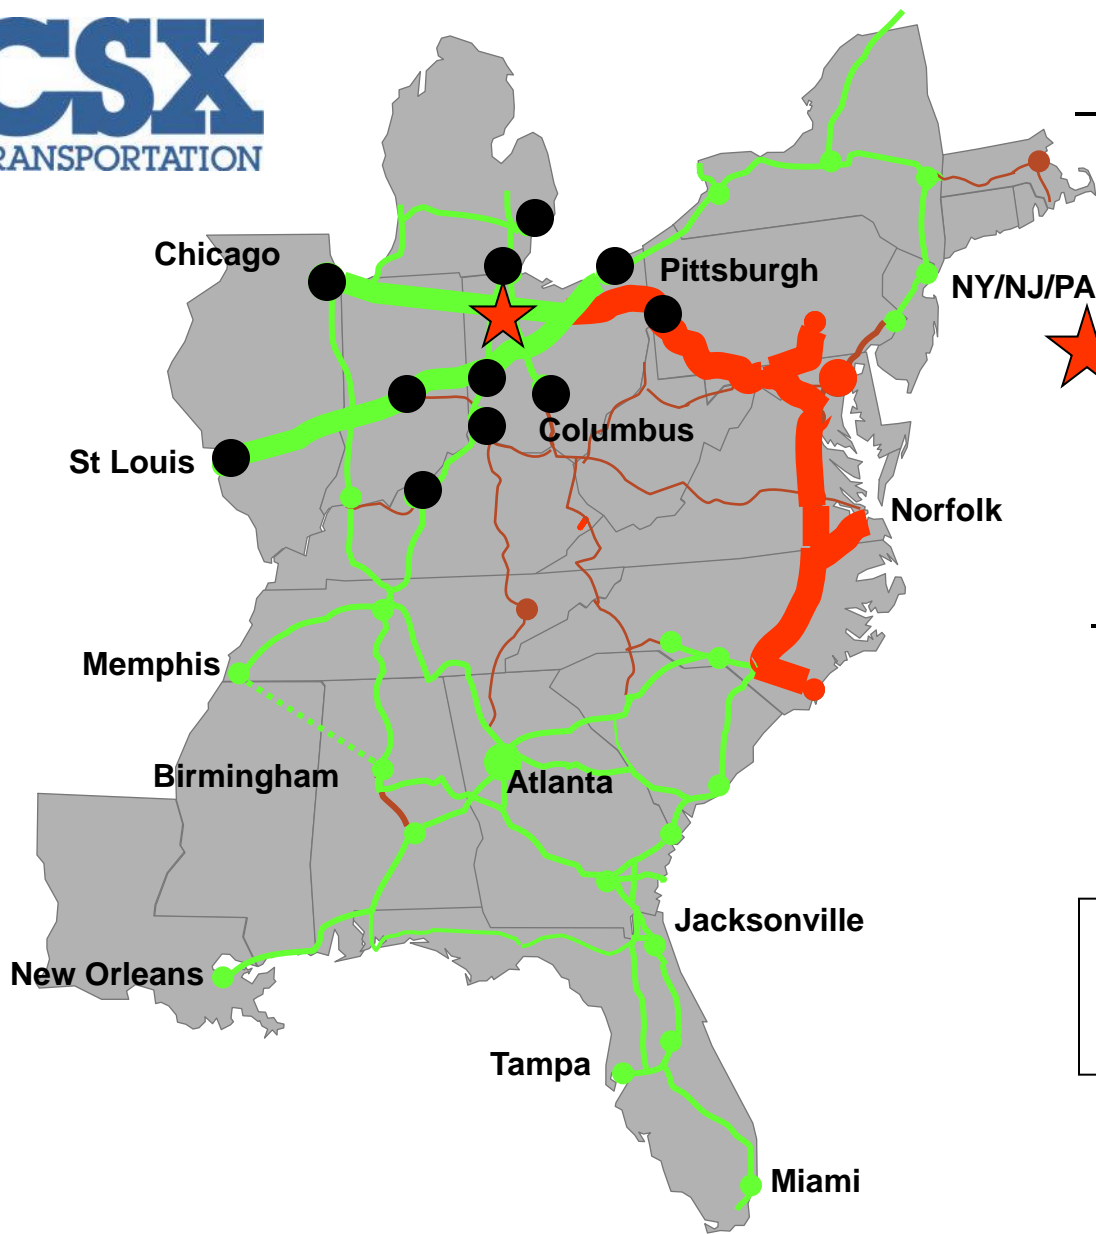 CSX
RANSPORTATION
Chicago
Pittsburgh
NY/NJ/PA
Columbus
St Louis
Norfolk
Memphis
Birmingham
Atlanta
Jacksonville
New Orleans
Tampa
Miami